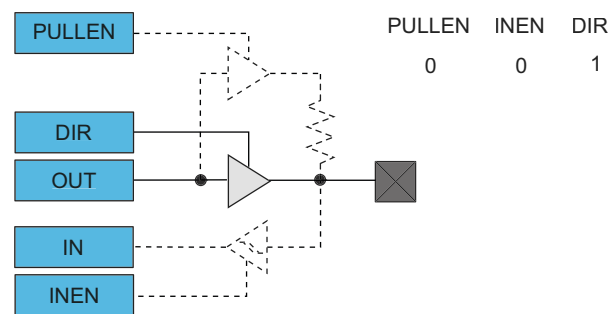 PULLEN
PULLEN INEN DIR
0 0 1
DIR
OUT
IN
INEN